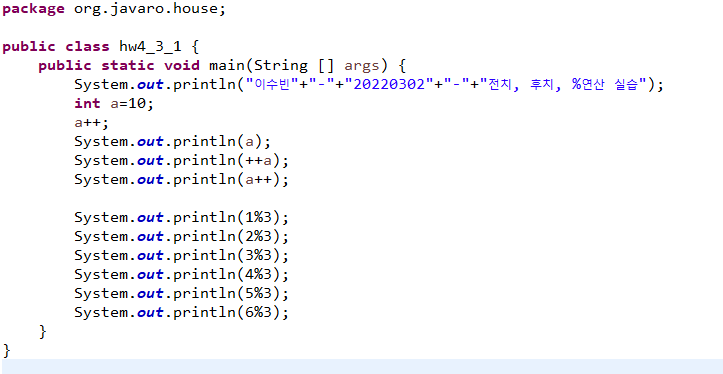 package org.javaro.house;

public class hw4_3_1 {
    public static void main(String [] args) {
        System.out.println("이수빈"+"-"+"20220302"+"-"+"전치, 후치, %연산 실습");
        int a=10;
        a++;
        System.out.println(a);
        System.out.println(++a);
        System.out.println(a++);

        System.out.println(1%3);
        System.out.println(2%3);
        System.out.println(3%3);
        System.out.println(4%3);
        System.out.println(5%3);
        System.out.println(6%3);
    }
}